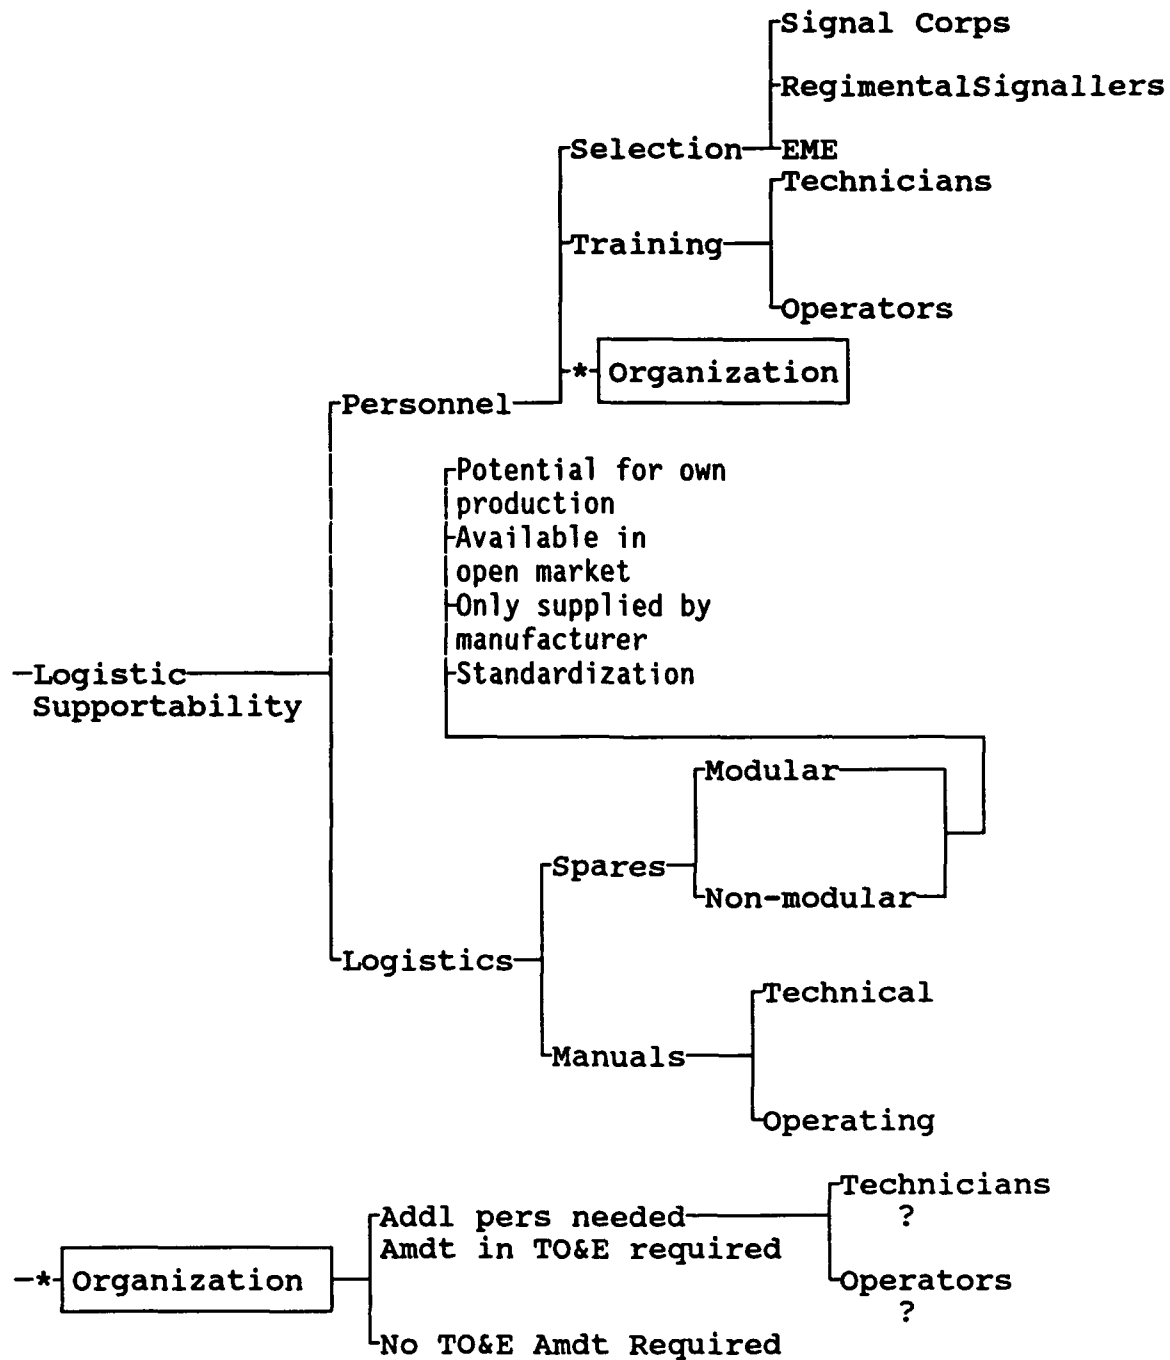 Signal Corps
RegimentalSignallers
Selection
EME
Technicians
Training
Operators
* Organization
Personnel
Potential for own
production
Available in
open market
Only supplied by
manufacturer
Logistic
Supportability
Standardization
Modular
Spares
Non-modular
Logistics
Technical
Manuals
Operating
Technicians
?
Addl pers needed
Amdt in TO&E required
* Organization
Operators
?
No TO&E Amdt Required